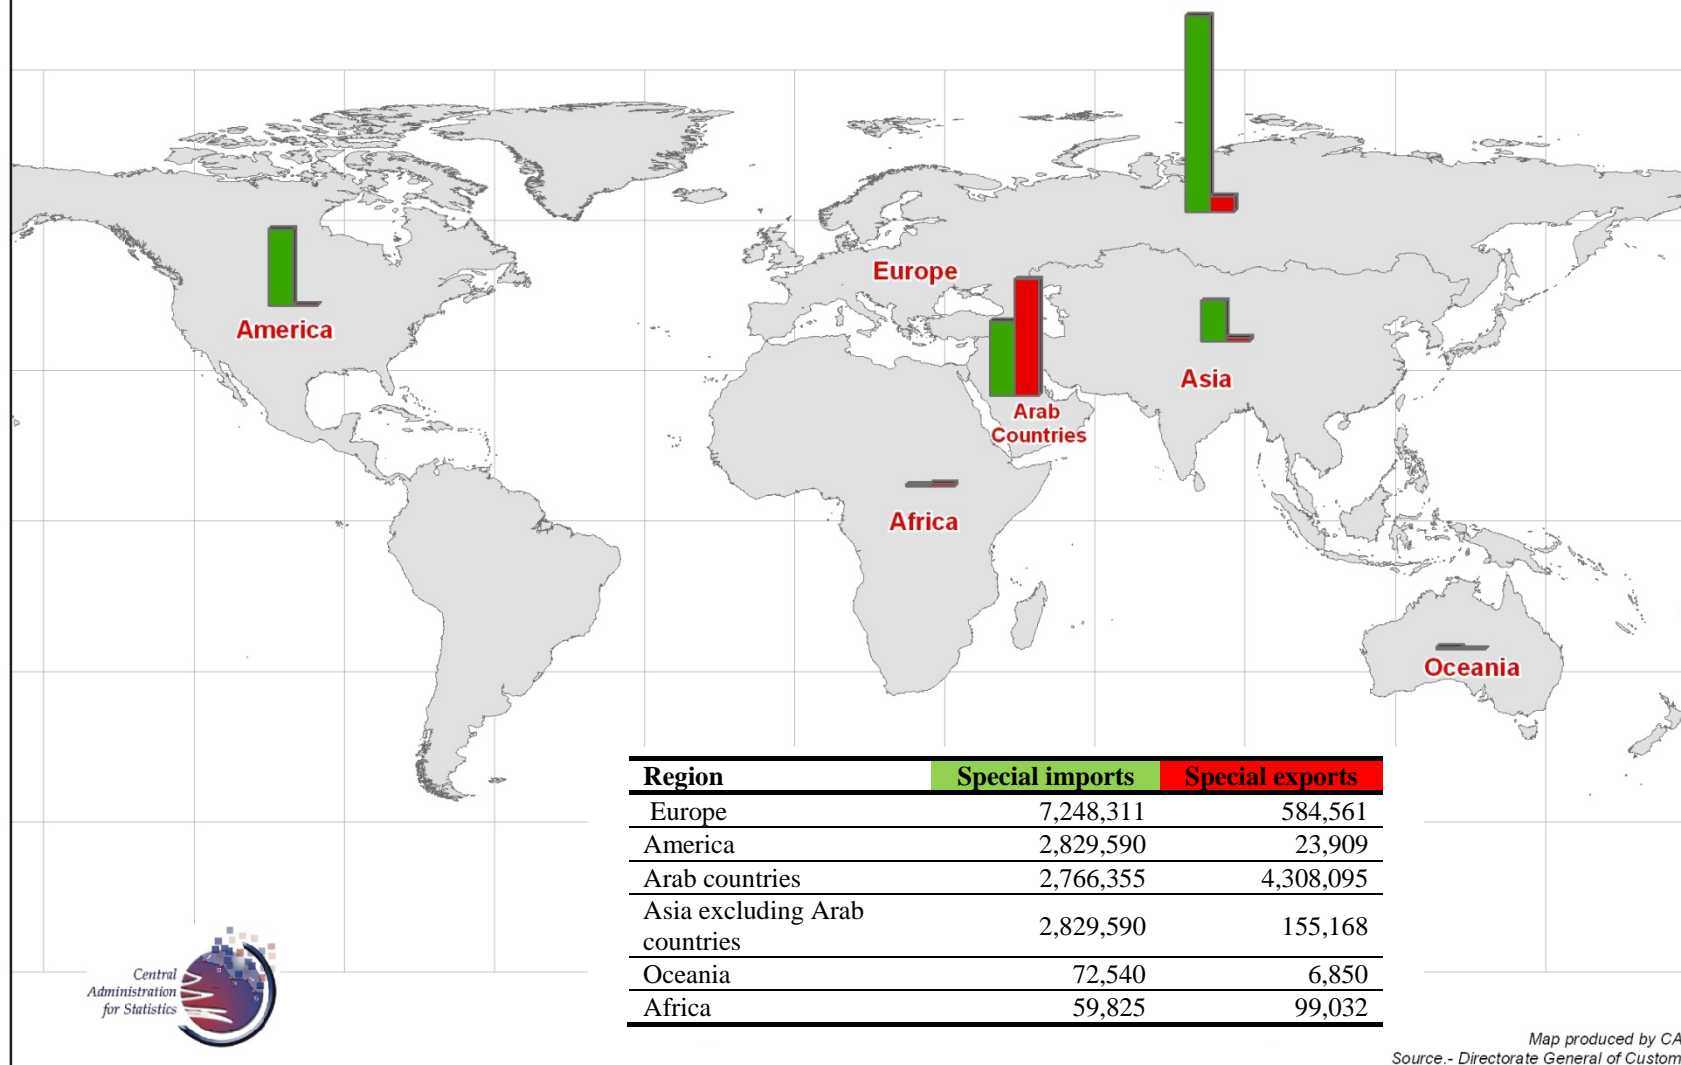 Europe
America
Asia
Arab
Countries
Africa
Oceania
Region Special imports Special exports
Europe 7,248,311 584,561
America 2,829,590 23,909
Arab countries 2,766,355 4,308,095
Asia excluding Arab
countries 2,829,590 155,168
Oceania 72,540 6,850
Africa 59,825 99,032
Central
Administration
for Statistics
Map produced by CA
Source.- Directorate General of Custom